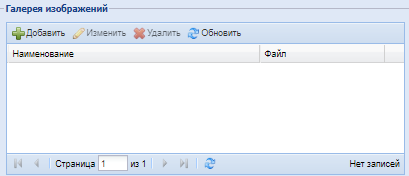 Галерея изображений
Добавить Изменить Удалить Обновить
Наименование Файл
Страница 1 из 1 Нет записей